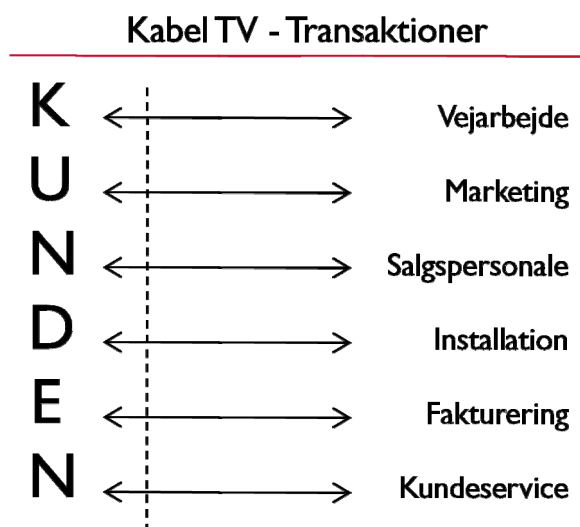 Kabel TV - Transaktioner
K Vejarbejde
U Marketing
N Salgspersonale
D Installation
E Fakturering
N Kundeservice